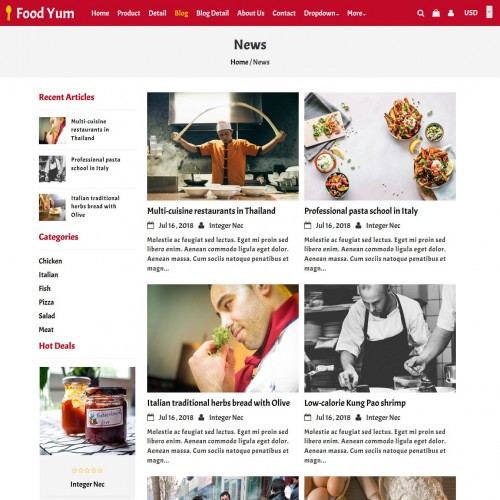 Food Yum
Home Product Detail Blog Blog Detail About Us Contact Dropdown More USD
News
Home / News
Recent Articles
Multi-cuisine
restaurants in
Thailand
Professional pasta
school in Italy
Italian traditional
herbs bread with
Olive
Categories
Chicken
Italian
Fish
Pizza
Salad
Meat
Hot Deals
Integer Nec
Multi-cuisine restaurants in Thailand
Jul 16, 2018 Integer Nec
Molestie ac feugiat sed lectus. Eget mi proin sed
libero enim. Aenean commodo ligula eget dolor.
Aenean massa. Cum sociis natoque penatibus et
magn...
Professional pasta school in Italy
Jul 16, 2018 Integer Nec
Molestie ac feugiat sed lectus. Eget mi proin sed
libero enim. Aenean commodo ligula eget dolor.
Aenean massa. Cum sociis natoque penatibus et
magn...
Italian traditional herbs bread with Olive
Jul 16, 2018 Integer Nec
Molestie ac feugiat sed lectus. Eget mi proin sed
libero enim. Aenean commodo ligula eget dolor.
Aenean massa. Cum sociis natoque penatibus et
magn...
Low-calorie Kung Pao shrimp
Jul 16, 2018 Integer Nec
Molestie ac feugiat sed lectus. Eget mi proin sed
libero enim. Aenean commodo ligula eget dolor.
Aenean massa. Cum sociis natoque penatibus et
magn...